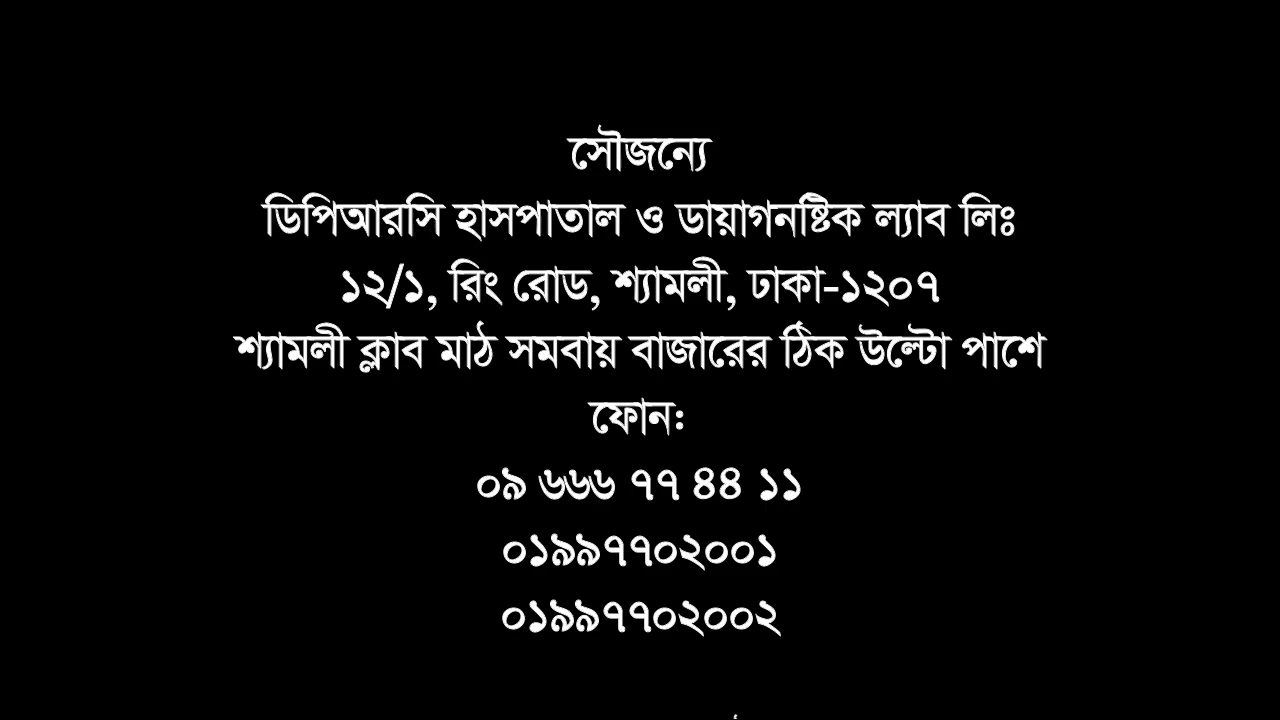 সৌজন্যে
ডিপিআরসি হাসপাতাল ও ডায়াগনষ্টিক ল্যাব লিঃ
১২/১, রিং রোড, শ্যামলী, ঢাকা-১২০৭
শ্যামলী ক্লাব মাঠ সমবায় বাজারের ঠিক উল্টো পাশে
ফোনঃ
০৯ ৬৬৬ ৭৭ ৪৪ ১১
০১৯৯৭৭০২০০১
০১৯৯৭৭০২০০২